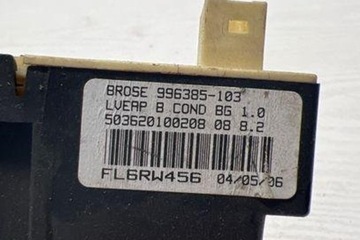 BROSE 996385-103
LVEAP B COND BG 1.0
503620100208 08 8.2
FL6RW456 04/05/06